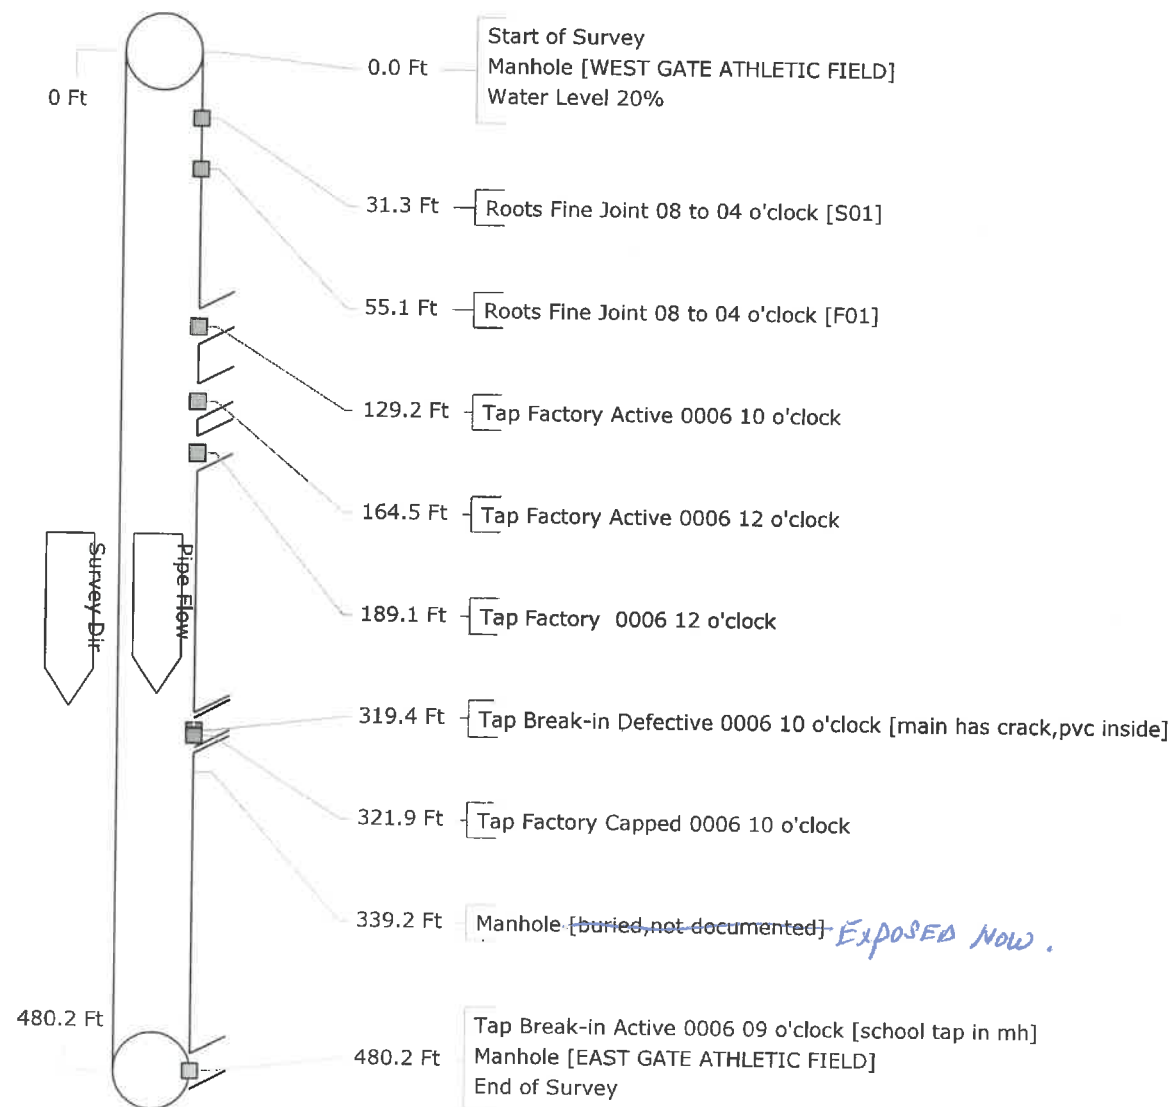 Start of Survey
0.0 Ft
Manhole [WEST GATE ATHLETIC FIELD]
0 Ft
Water Level 20%
31.3 Ft
Roots Fine Joint 08 to 04 o'clock [S01]
55.1 Ft
Roots Fine Joint 08 to 04 o'clock [F01]
129.2 Ft
Tap Factory Active 0006 10 o'clock
164.5 Ft
Tap Factory Active 0006 12 o'clock
Survey Dir
Pipe Flow
189.1 Ft
Tap Factory 0006 12 o'clock
319.4 Ft
Tap Break-in Defective 0006 10 o'clock [main has crack,pvc inside]
321.9 Ft
Tap Factory Capped 0006 10 o'clock
339.2 Ft
Manhole [buried,not documented] EXPOSED NOW.
480.2 Ft
Tap Break-in Active 0006 09 o'clock [school tap in mh]
480.2 Ft
Manhole [EAST GATE ATHLETIC FIELD]
End of Survey